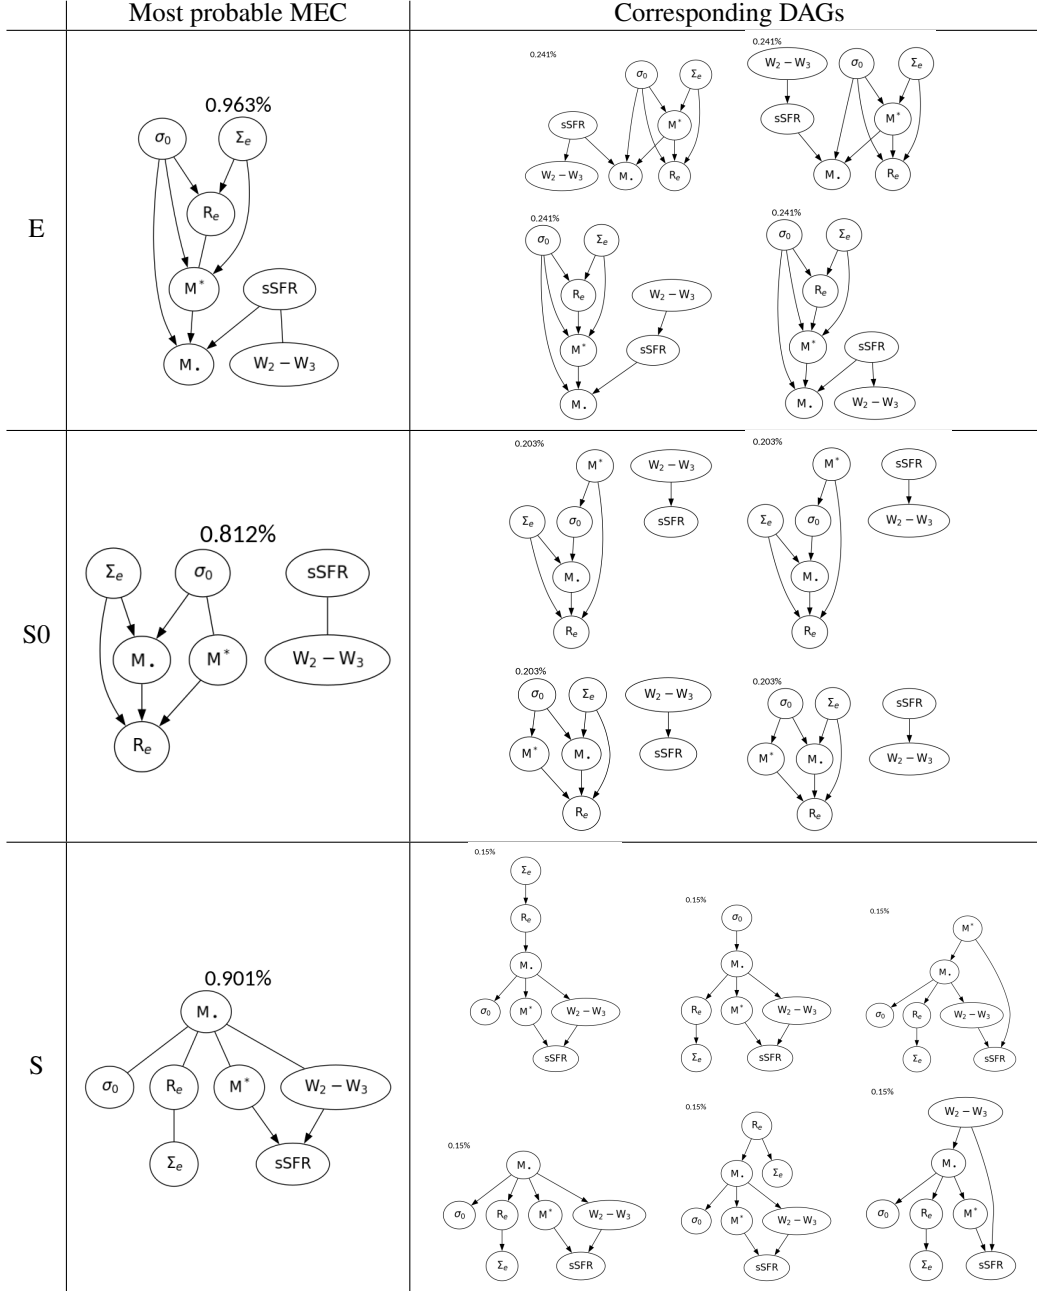 Most probable MEC
Corresponding DAGs
E
0.963%
σ₀
Σₑ
Rₑ
M*
sSFR
M•
W₂ − W₃
0.241%
σ₀
Σₑ
sSFR
M*
W₂ − W₃
M•
Rₑ
0.241%
W₂ − W₃
σ₀
Σₑ
sSFR
M*
M•
Rₑ
0.241%
σ₀
Σₑ
Rₑ
W₂ − W₃
M*
sSFR
M•
0.241%
σ₀
Σₑ
Rₑ
M*
sSFR
M•
W₂ − W₃
S0
0.812%
Σₑ
σ₀
sSFR
M•
M*
W₂ − W₃
Rₑ
0.203%
M*
W₂ − W₃
Σₑ
σ₀
sSFR
M•
Rₑ
0.203%
M*
sSFR
Σₑ
σ₀
W₂ − W₃
M•
Rₑ
0.203%
σ₀
Σₑ
W₂ − W₃
M*
M•
sSFR
Rₑ
0.203%
σ₀
Σₑ
sSFR
M*
M•
W₂ − W₃
Rₑ
S
0.901%
M•
σ₀
Rₑ
M*
W₂ − W₃
Σₑ
sSFR
0.15%
Σₑ
Rₑ
M•
σ₀
M*
W₂ − W₃
sSFR
0.15%
σ₀
M•
Rₑ
M*
W₂ − W₃
Σₑ
sSFR
0.15%
M*
M•
σ₀
Rₑ
W₂ − W₃
Σₑ
sSFR
0.15%
M•
σ₀
Rₑ
M*
W₂ − W₃
Σₑ
sSFR
0.15%
Rₑ
M•
Σₑ
σ₀
M*
W₂ − W₃
sSFR
0.15%
W₂ − W₃
M•
σ₀
Rₑ
M*
Σₑ
sSFR